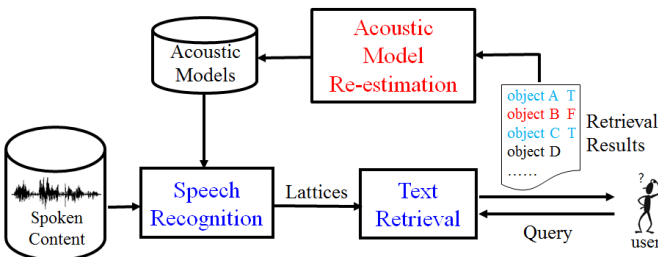 Acoustic
Models
Acoustic
Model
Re-estimation
object A T
object B F
object C T
object D
......
Retrieval
Results
Spoken
Content
Speech
Recognition
Lattices
Text
Retrieval
Query
?
user